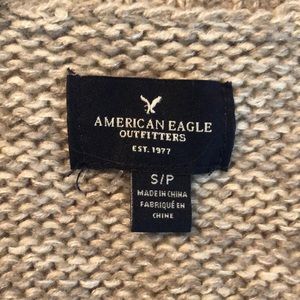 AMERICAN EAGLE
OUTFITTERS
EST. 1977
S/P
MADE IN CHINA
FABRIQUÉ EN
CHINE